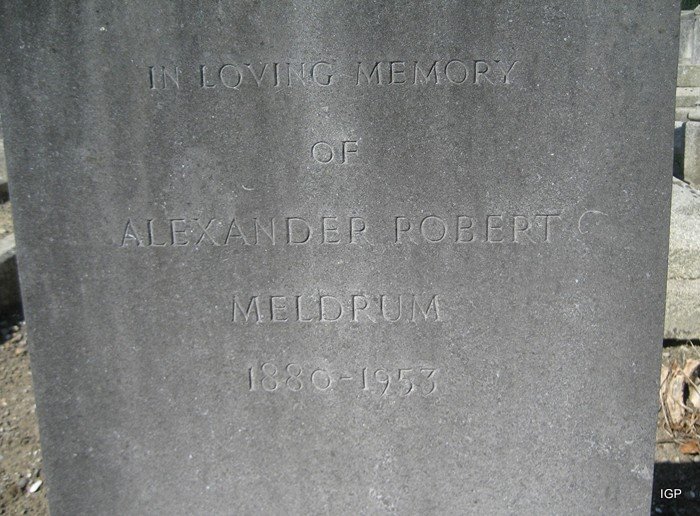 IN LOVING MEMORY
OF
ALEXANDER ROBERT
MELDRUM
1880-1953
IGP